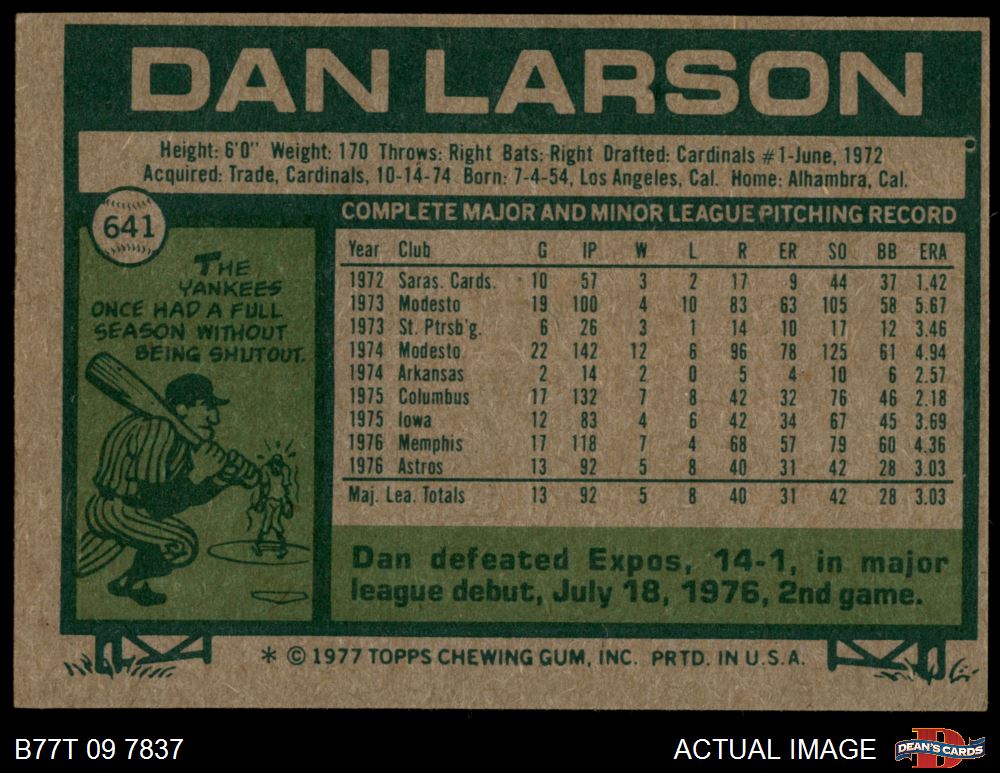 DAN LARSON
Height: 6'0" Weight: 170 Throws: Right Bats: Right Drafted: Cardinals #1-June, 1972
Acquired: Trade, Cardinals, 10-14-74 Born: 7-4-54, Los Angeles, Cal. Home: Alhambra, Cal.
641
THE
YANKEES
ONCE HAD A FULL
SEASON WITHOUT
BEING SHUTOUT.
COMPLETE MAJOR AND MINOR LEAGUE PITCHING RECORD
Year Club G IP W L R ER SO BB ERA
1972 Saras. Cards. 10 57 3 2 17 9 44 37 1.42
1973 Modesto 19 100 4 10 83 63 105 58 5.67
1973 St. Ptrsb'g. 6 26 3 1 14 10 17 12 3.46
1974 Modesto 22 142 12 6 96 78 125 61 4.94
1974 Arkansas 2 14 2 0 5 4 10 6 2.57
1975 Columbus 17 132 7 8 42 32 76 46 2.18
1975 Iowa 12 83 4 6 42 34 67 45 3.69
1976 Memphis 17 118 7 4 68 57 79 60 4.36
1976 Astros 13 92 5 8 40 31 42 28 3.03
Maj. Lea. Totals 13 92 5 8 40 31 42 28 3.03
Dan defeated Expos, 14-1, in major
league debut, July 18, 1976, 2nd game.
* © 1977 TOPPS CHEWING GUM, INC. PRTD. IN U.S.A.
B77T 09 7837
ACTUAL IMAGE
D
DEAN'S CARDS